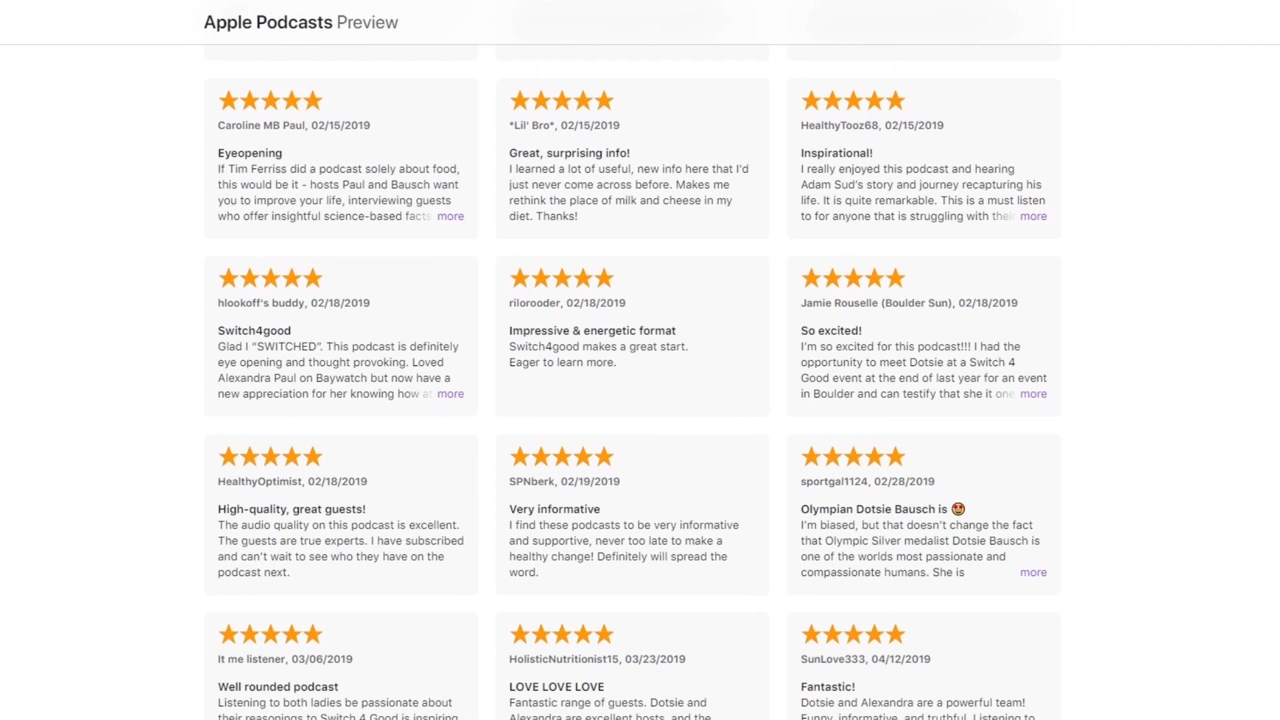 Apple Podcasts Preview
Caroline MB Paul, 02/15/2019
Eyeopening
If Tim Ferriss did a podcast solely about food,
this would be it - hosts Paul and Bausch want
you to improve your life, interviewing guests
who offer insightful science-based facts more
*Lil' Bro*, 02/15/2019
Great, surprising info!
I learned a lot of useful, new info here that I'd
just never come across before. Makes me
rethink the place of milk and cheese in my
diet. Thanks!
HealthyTooz68, 02/15/2019
Inspirational!
I really enjoyed this podcast and hearing
Adam Sud's story and journey recapturing his
life. It is quite remarkable. This is a must listen
to for anyone that is struggling with their more
hlookoff's buddy, 02/18/2019
Switch4good
Glad I “SWITCHED”. This podcast is definitely
eye opening and thought provoking. Loved
Alexandra Paul on Baywatch but now have a
new appreciation for her knowing how more
rilorooder, 02/18/2019
Impressive & energetic format
Switch4good makes a great start.
Eager to learn more.
Jamie Rouselle (Boulder Sun), 02/18/2019
So excited!
I'm so excited for this podcast!!! I had the
opportunity to meet Dotsie at a Switch 4
Good event at the end of last year for an event
in Boulder and can testify that she it one more
HealthyOptimist, 02/18/2019
High-quality, great guests!
The audio quality on this podcast is excellent.
The guests are true experts. I have subscribed
and can't wait to see who they have on the
podcast next.
SPNberk, 02/19/2019
Very informative
I find these podcasts to be very informative
and supportive, never too late to make a
healthy change! Definitely will spread the
word.
sportgal1124, 02/28/2019
Olympian Dotsie Bausch is 🤩
I'm biased, but that doesn't change the fact
that Olympic Silver medalist Dotsie Bausch is
one of the worlds most passionate and
compassionate humans. She is more
It me listener, 03/06/2019
Well rounded podcast
Listening to both ladies be passionate about
their reasonings to Switch 4 Good is inspiring
HolisticNutritionist15, 03/23/2019
LOVE LOVE LOVE
Fantastic range of guests. Dotsie and
Alexandra are excellent hosts, and the
SunLove333, 04/12/2019
Fantastic!
Dotsie and Alexandra are a powerful team!
Funny, informative, and truthful. Listening to